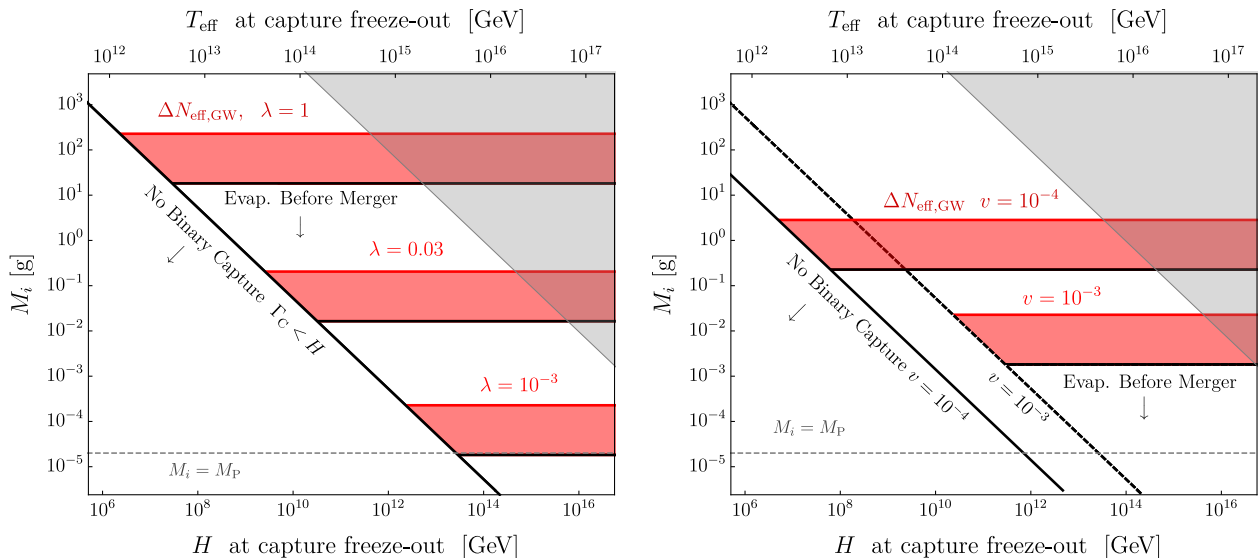 T_eff at capture freeze-out [GeV]
10^12 10^13 10^14 10^15 10^16 10^17
M_i [g]
10^3
10^2
10^1
10^0
10^-1
10^-2
10^-3
10^-4
10^-5
ΔN_eff,GW, λ = 1
Evap. Before Merger
↓
No Binary Capture Γ_C < H
↙
λ = 0.03
λ = 10^-3
M_i = M_P
10^6 10^8 10^10 10^12 10^14 10^16
H at capture freeze-out [GeV]
T_eff at capture freeze-out [GeV]
10^12 10^13 10^14 10^15 10^16 10^17
M_i [g]
10^3
10^2
10^1
10^0
10^-1
10^-2
10^-3
10^-4
10^-5
ΔN_eff,GW v = 10^-4
v = 10^-3
No Binary Capture v = 10^-4
↙
v = 10^-3
Evap. Before Merger
↓
M_i = M_P
10^6 10^8 10^10 10^12 10^14 10^16
H at capture freeze-out [GeV]